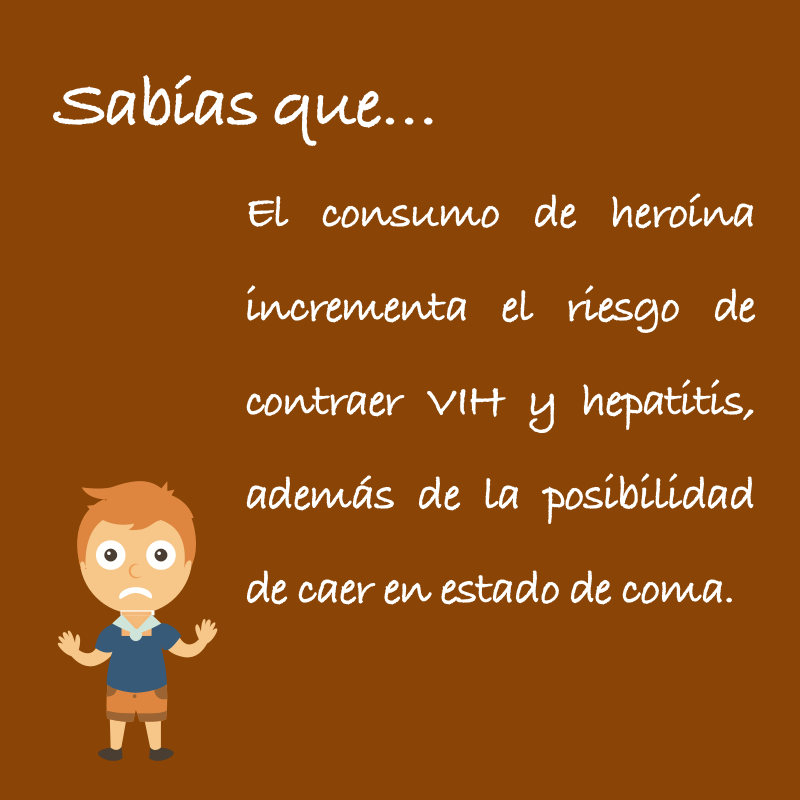 Sabías que...
El consumo de heroína
incrementa el riesgo de
contraer VIH y hepatitis,
además de la posibilidad
de caer en estado de coma.